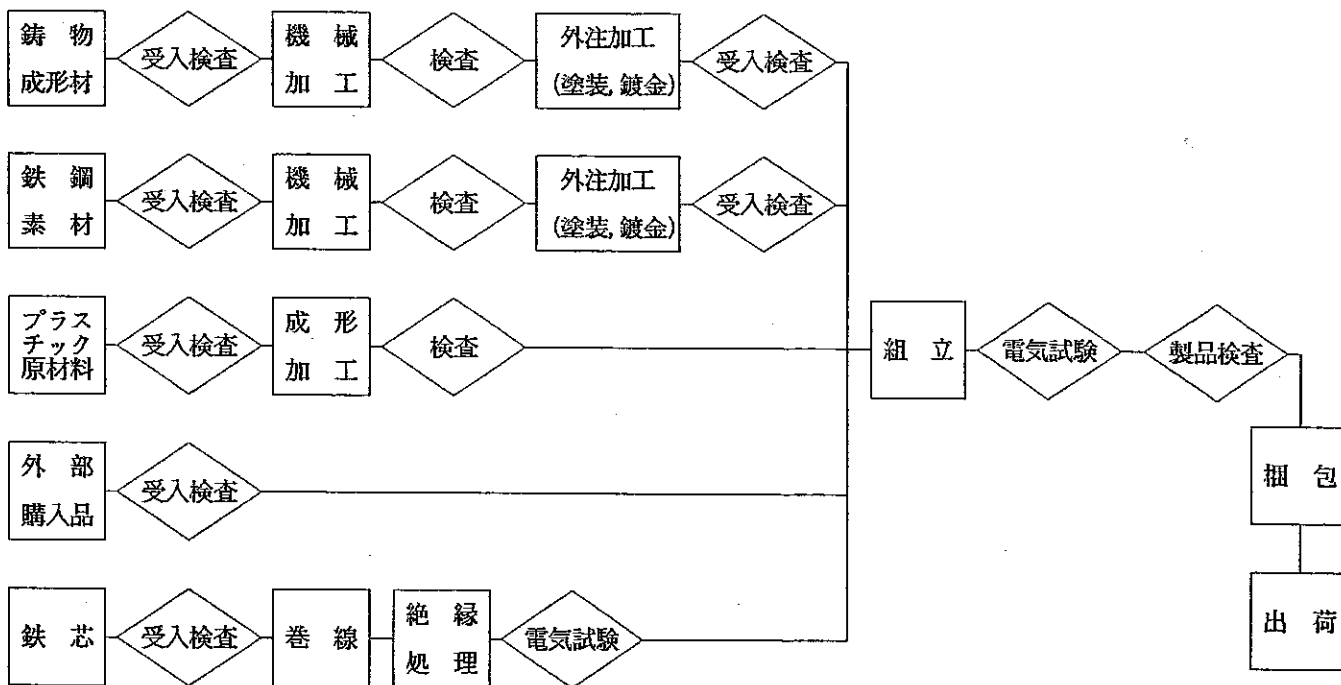 鋳物
成形材
受入検査
機械
加工
検査
外注加工
(塗装,鍍金)
受入検査
鉄鋼
素材
受入検査
機械
加工
検査
外注加工
(塗装,鍍金)
受入検査
プラス
チック
原材料
受入検査
成形
加工
検査
組立
電気試験
製品検査
外部
購入品
受入検査
梱包
鉄芯
受入検査
巻線
絶縁
処理
電気試験
出荷